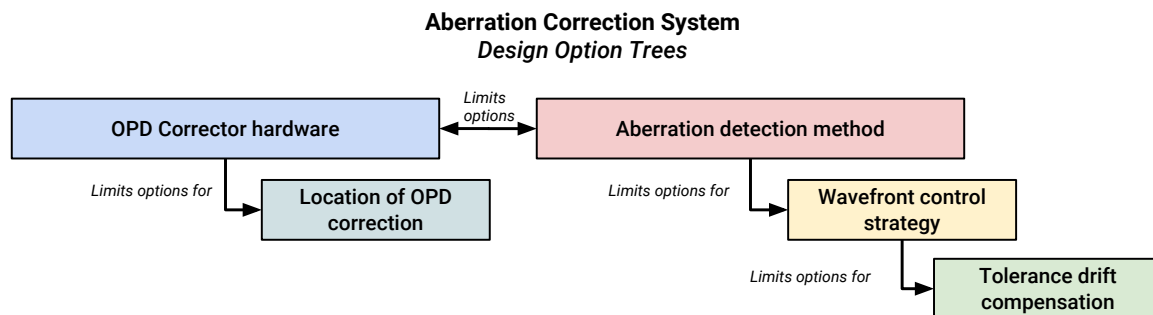 Aberration Correction System
Design Option Trees
OPD Corrector hardware
Limits
options
Aberration detection method
Limits options for
Location of OPD
correction
Limits options for
Wavefront control
strategy
Limits options for
Tolerance drift
compensation